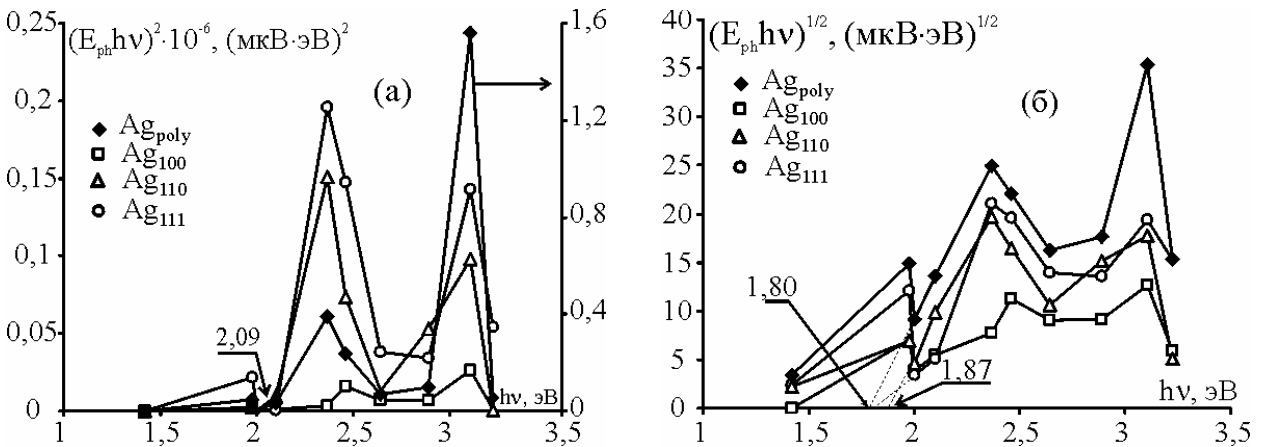 (E_ph hν)²·10⁻⁶, (мкВ·эВ)²
(а)
Ag_poly
Ag_100
Ag_110
Ag_111
0,25
0,2
0,15
0,1
0,05
0
1,6
1,2
0,8
0,4
0
2,09
hν, эВ
1
1,5
2
2,5
3
3,5
(E_ph hν)^1/2, (мкВ·эВ)^1/2
(б)
Ag_poly
Ag_100
Ag_110
Ag_111
40
35
30
25
20
15
10
5
0
1,80
1,87
hν, эВ
1
1,5
2
2,5
3
3,5